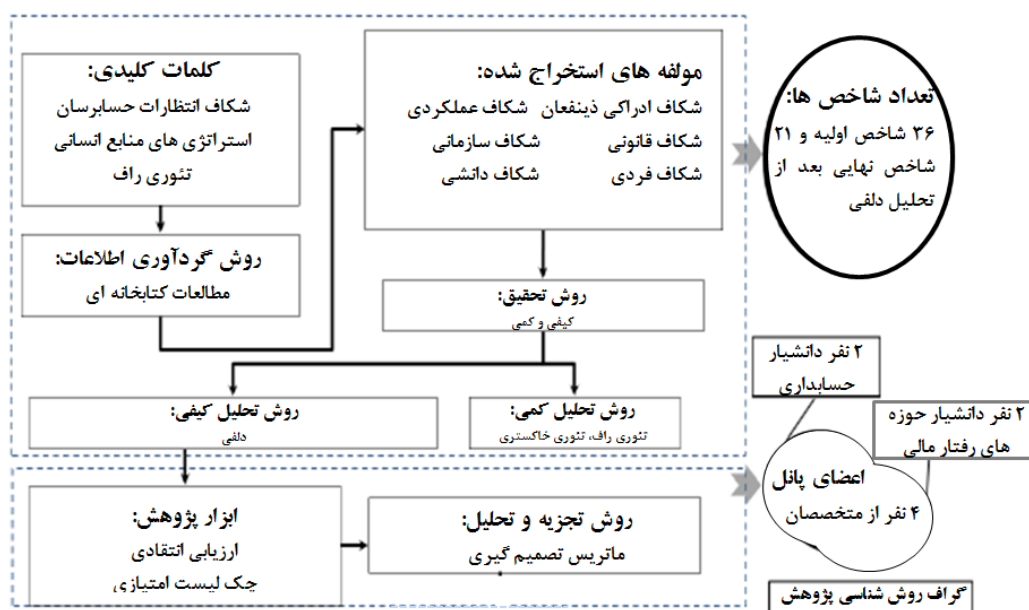 کلمات کلیدی:
شکاف انتظارات حسابرسان
استراتژی های منابع انسانی
تئوری راف
روش گردآوری اطلاعات:
مطالعات کتابخانه ای
مولفه های استخراج شده:
شکاف ادراکی ذینفعان شکاف عملکردی
شکاف قانونی شکاف سازمانی
شکاف فردی شکاف دانشی
تعداد شاخص ها:
۳۶ شاخص اولیه و ۲۱
شاخص نهایی بعد از
تحلیل دلفی
روش تحقیق:
کیفی و کمی
روش تحلیل کمی:
تئوری راف، تئوری خاکستری
روش تحلیل کیفی:
دلفی
ابزار پژوهش:
ارزیابی انتقادی
چک لیست امتیازی
روش تجزیه و تحلیل:
ماتریس تصمیم گیری
۲ نفر دانشیار
حسابداری
۲ نفر دانشیار حوزه
های رفتار مالی
اعضای پانل
۴ نفر از متخصصان
گراف روش شناسی پژوهش